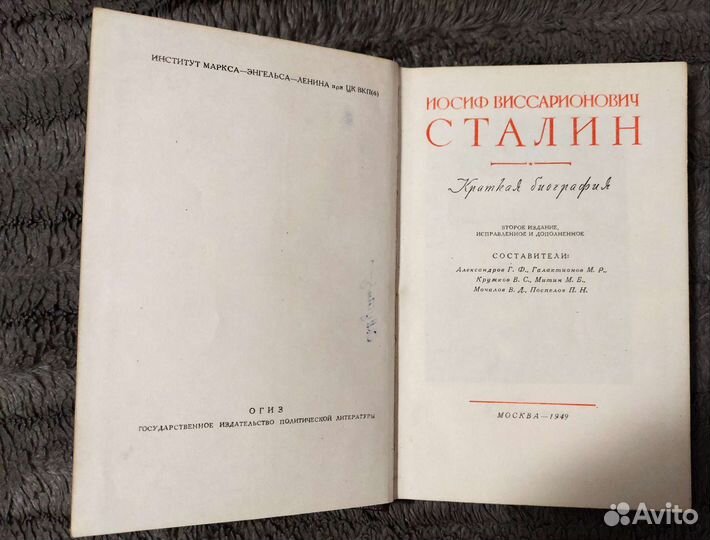 ИНСТИТУТ МАРКСА—ЭНГЕЛЬСА—ЛЕНИНА при ЦК ВКП(б)
ОГИЗ
ГОСУДАРСТВЕННОЕ ИЗДАТЕЛЬСТВО ПОЛИТИЧЕСКОЙ ЛИТЕРАТУРЫ
ИОСИФ ВИССАРИОНОВИЧ
СТАЛИН
Краткая биография
ВТОРОЕ ИЗДАНИЕ,
ИСПРАВЛЕННОЕ И ДОПОЛНЕННОЕ
СОСТАВИТЕЛИ:
Александров Г. Ф., Галактионов М. Р.,
Кружков В. С., Митин М. Б.,
Мочалов В. Д., Поспелов П. Н.
МОСКВА—1949
Avito